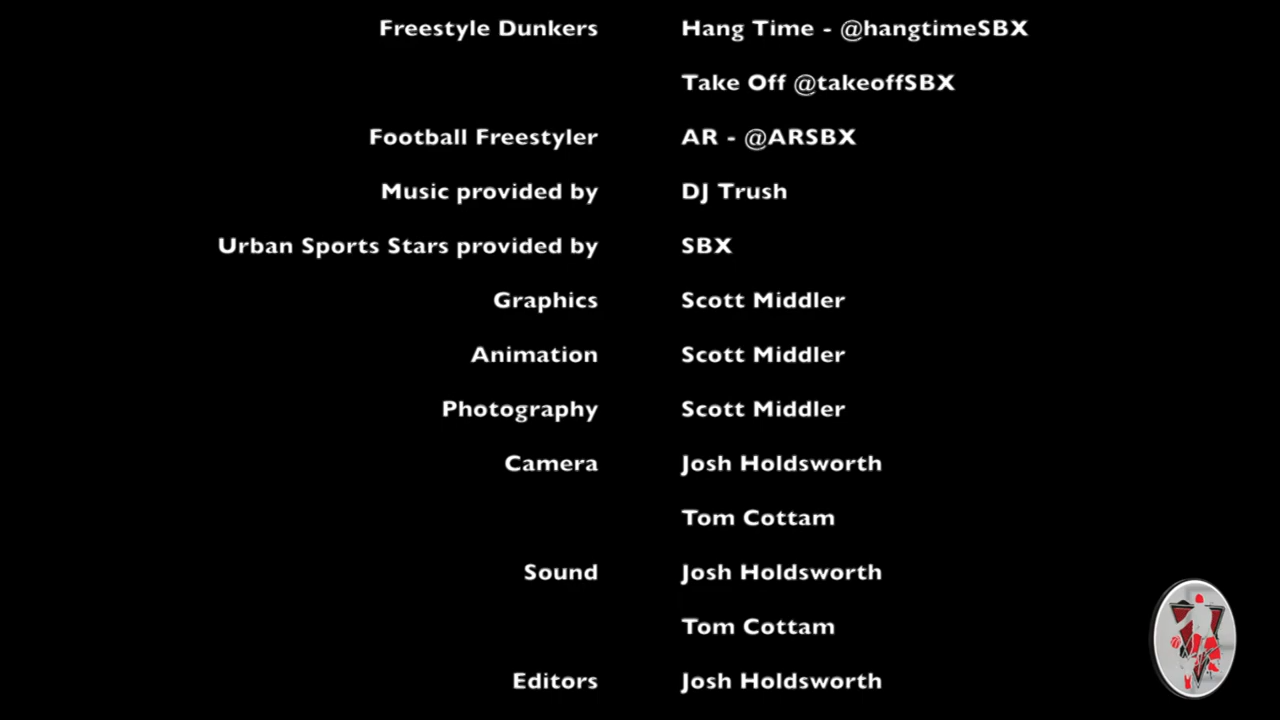 Freestyle Dunkers Hang Time - @hangtimeSBX
Take Off @takeoffSBX
Football Freestyler AR - @ARSBX
Music provided by DJ Trush
Urban Sports Stars provided by SBX
Graphics Scott Middler
Animation Scott Middler
Photography Scott Middler
Camera Josh Holdsworth
Tom Cottam
Sound Josh Holdsworth
Tom Cottam
Editors Josh Holdsworth